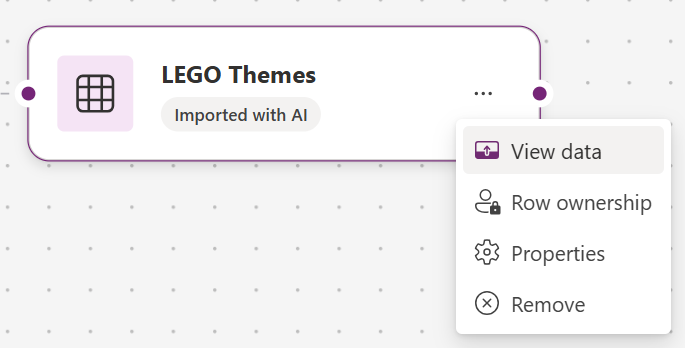 LEGO Themes
...
Imported with AI
View data
Row ownership
Properties
Remove